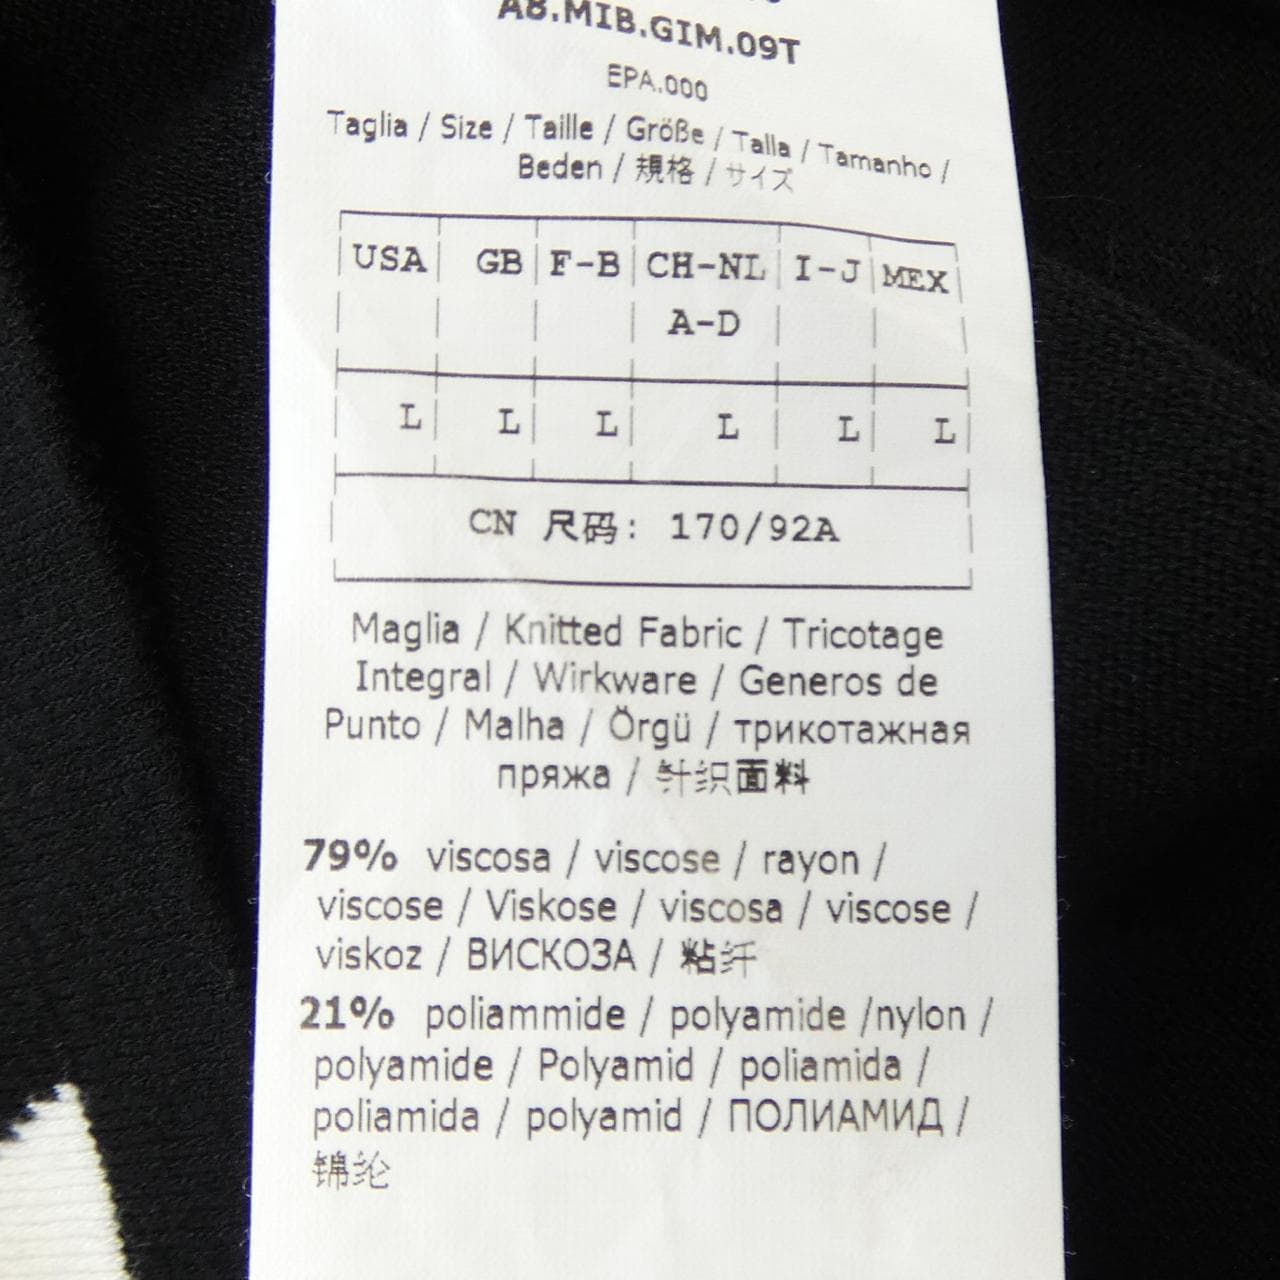 A8.MIB.GIM.09T
EPA.000
Taglia / Size / Taille / Größe / Talla / Tamanho /
Beden / 規格 / サイズ
USA GB F-B CH-NL I-J MEX
A-D
L L L L L L
CN 尺码: 170/92A
Maglia / Knitted Fabric / Tricotage
Integral / Wirkware / Generos de
Punto / Malha / Örgü / трикотажная
пряжа / 针织面料
79% viscosa / viscose / rayon /
viscose / Viskose / viscosa / viscose /
viskoz / ВИСКОЗА / 粘纤
21% poliammide / polyamide /nylon /
polyamide / Polyamid / poliamida /
poliamida / polyamid / ПОЛИАМИД /
锦纶